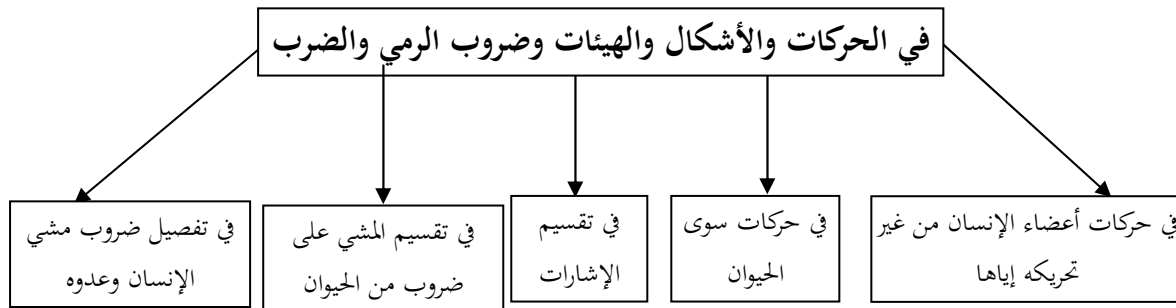 في الحركات والأشكال والهيئات وضروب الرمي والضرب
في حركات أعضاء الإنسان من غير
تحريكه إياها
في حركات سوى
الحيوان
في تقسيم
الإشارات
في تقسيم المشي على
ضروب من الحيوان
في تفصيل ضروب مشي
الإنسان وعدوه